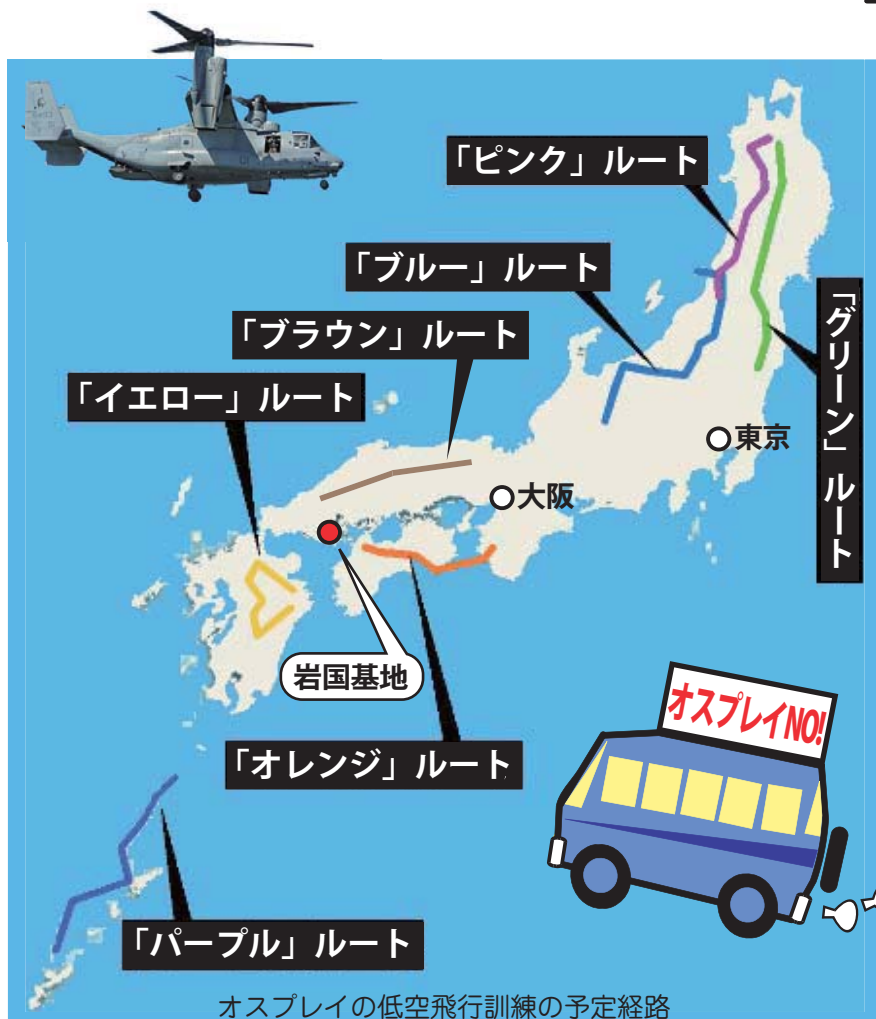 「ピンク」ルート
「ブルー」ルート
「ブラウン」ルート
「イエロー」ルート
「グリーン」ルート
東京
大阪
岩国基地
オスプレイNO!
「オレンジ」ルート
「パープル」ルート
オスプレイの低空飛行訓練の予定経路